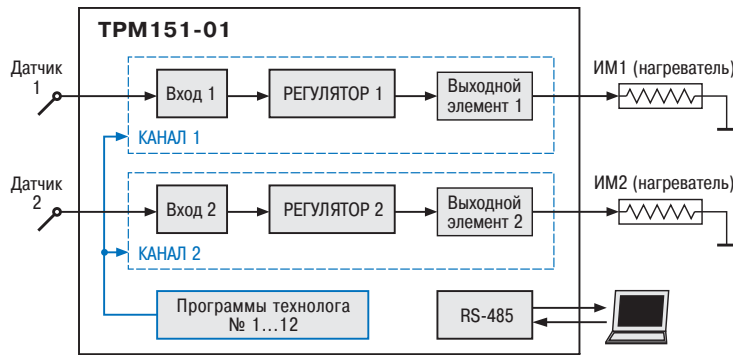 ТРМ151-01
Датчик
1
Вход 1
РЕГУЛЯТОР 1
Выходной
элемент 1
ИМ1 (нагреватель)
КАНАЛ 1
Датчик
2
Вход 2
РЕГУЛЯТОР 2
Выходной
элемент 2
ИМ2 (нагреватель)
КАНАЛ 2
Программы технолога
№ 1...12
RS-485